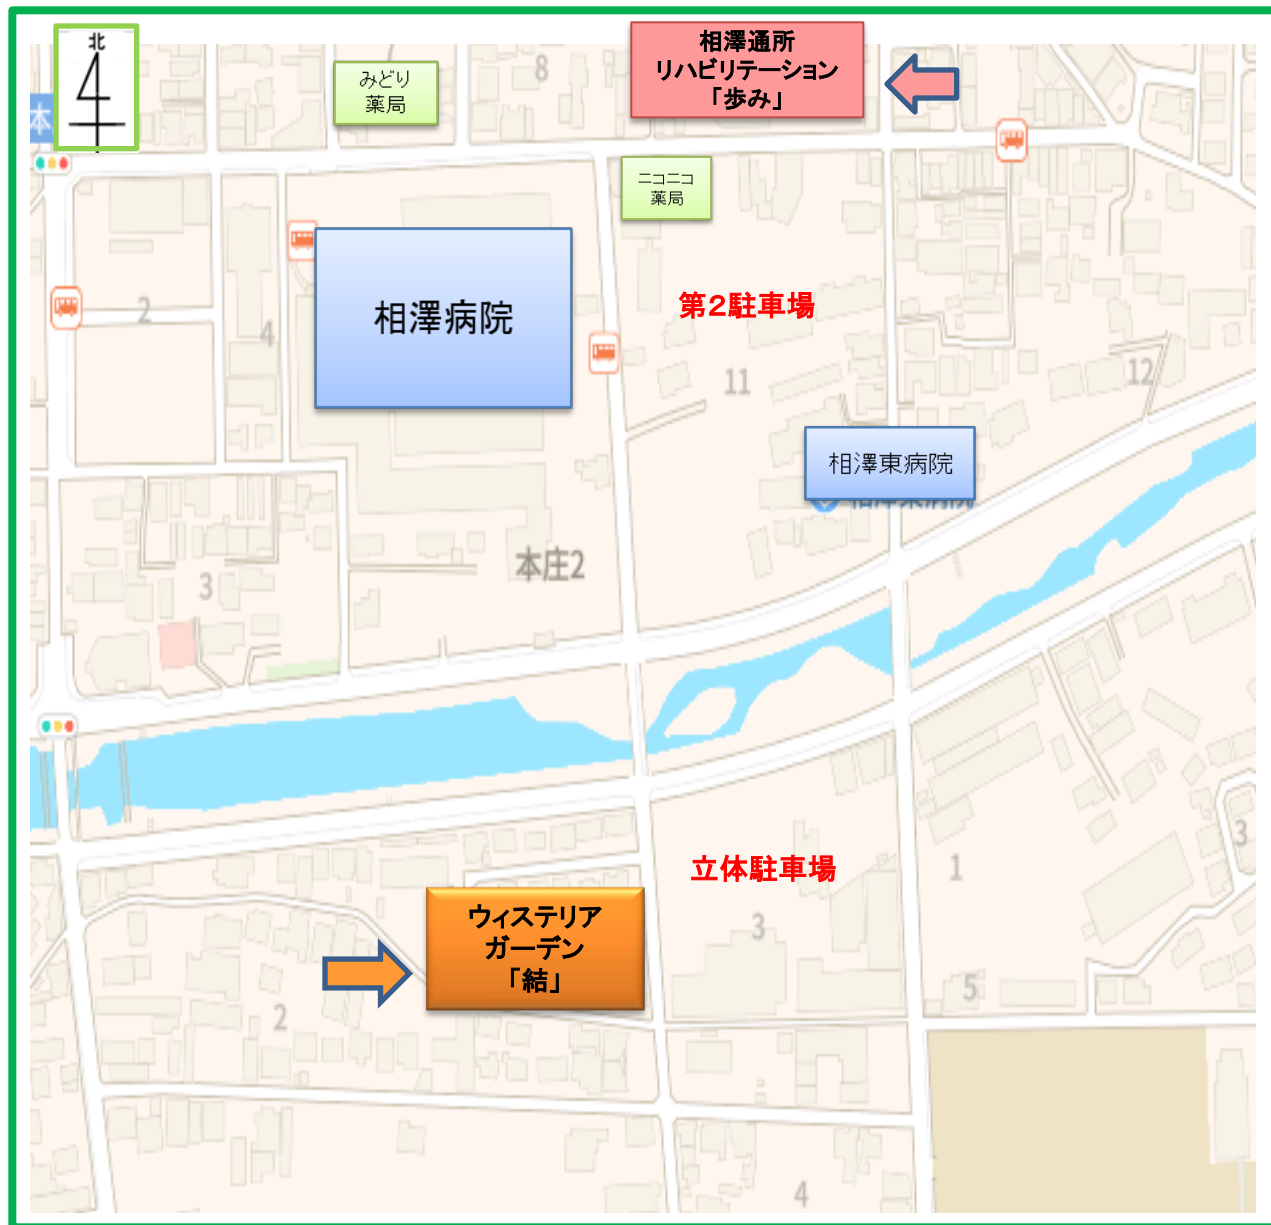 北
相澤通所
リハビリテーション
「歩み」
7
8
みどり
薬局
本
ニコニコ
薬局
相澤病院
第2駐車場
2
4
11
12
相澤東病院
本庄2
3
立体駐車場
1
3
ウィステリア
ガーデン
「結」
3
2
5
4